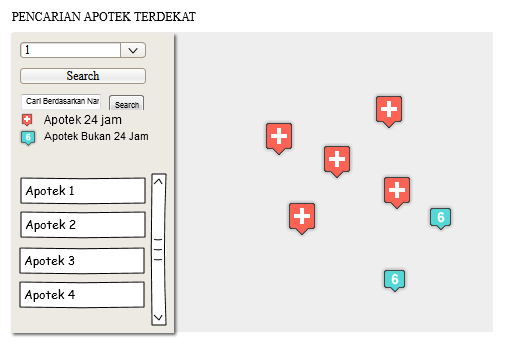 PENCARIAN APOTEK TERDEKAT
1
Search
Cari Berdasarkan Nar
Search
Apotek 24 jam
6 Apotek Bukan 24 Jam
Apotek 1
Apotek 2
Apotek 3
Apotek 4
6
6